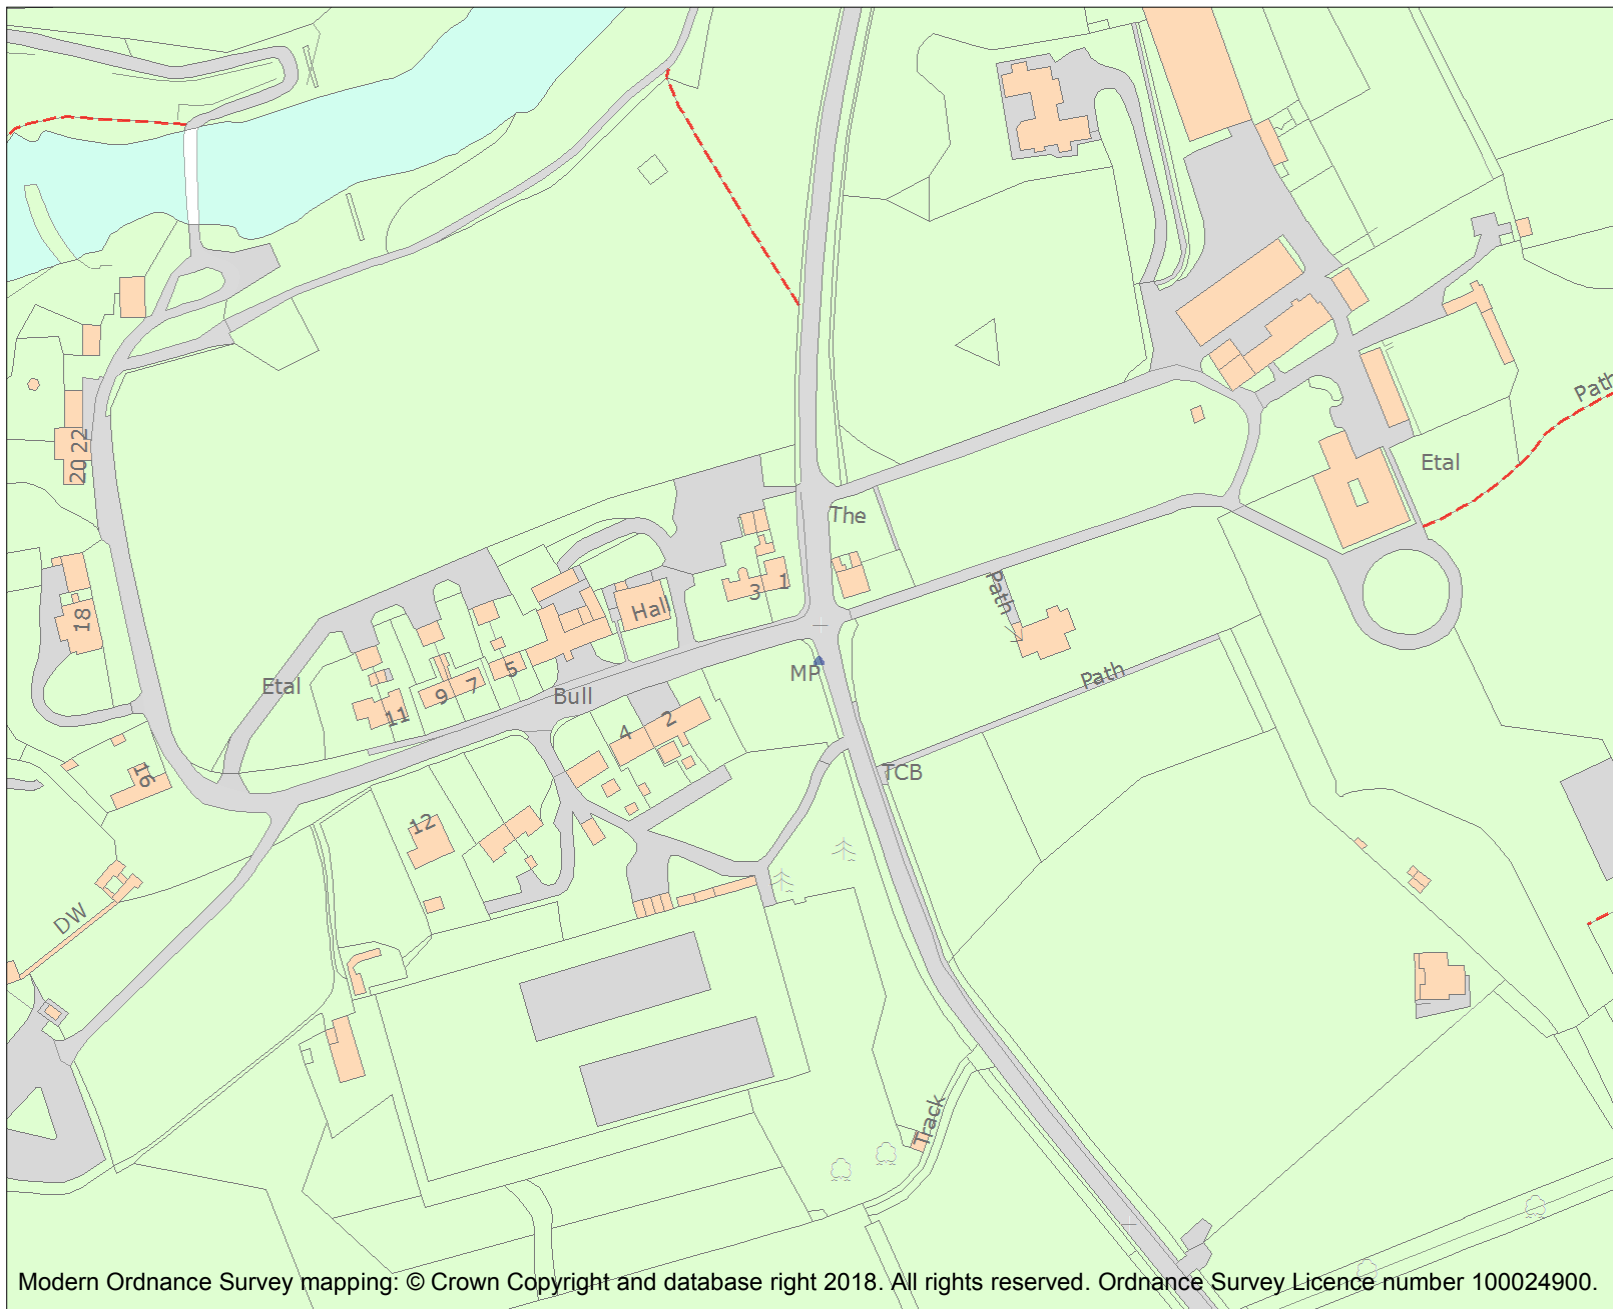 Path
20 22
Etal
The
1
3
Hall
Path
18
MP
Path
5
7
9
Etal
Bull
11
2
4
TCB
16
12
DW
Track
Modern Ordnance Survey mapping: © Crown Copyright and database right 2018. All rights reserved. Ordnance Survey Licence number 100024900.